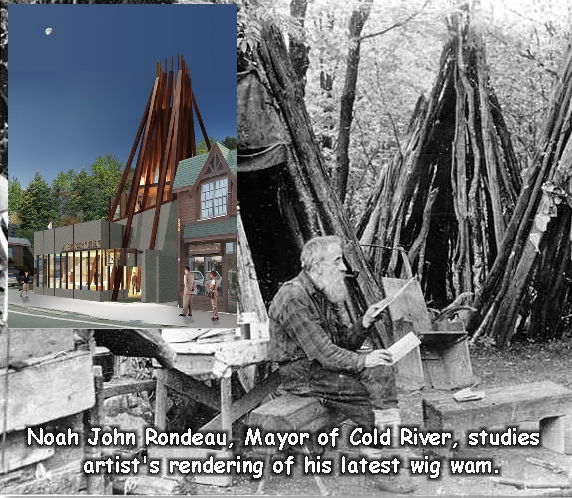 Noah John Rondeau, Mayor of Cold River, studies
artist's rendering of his latest wig wam.